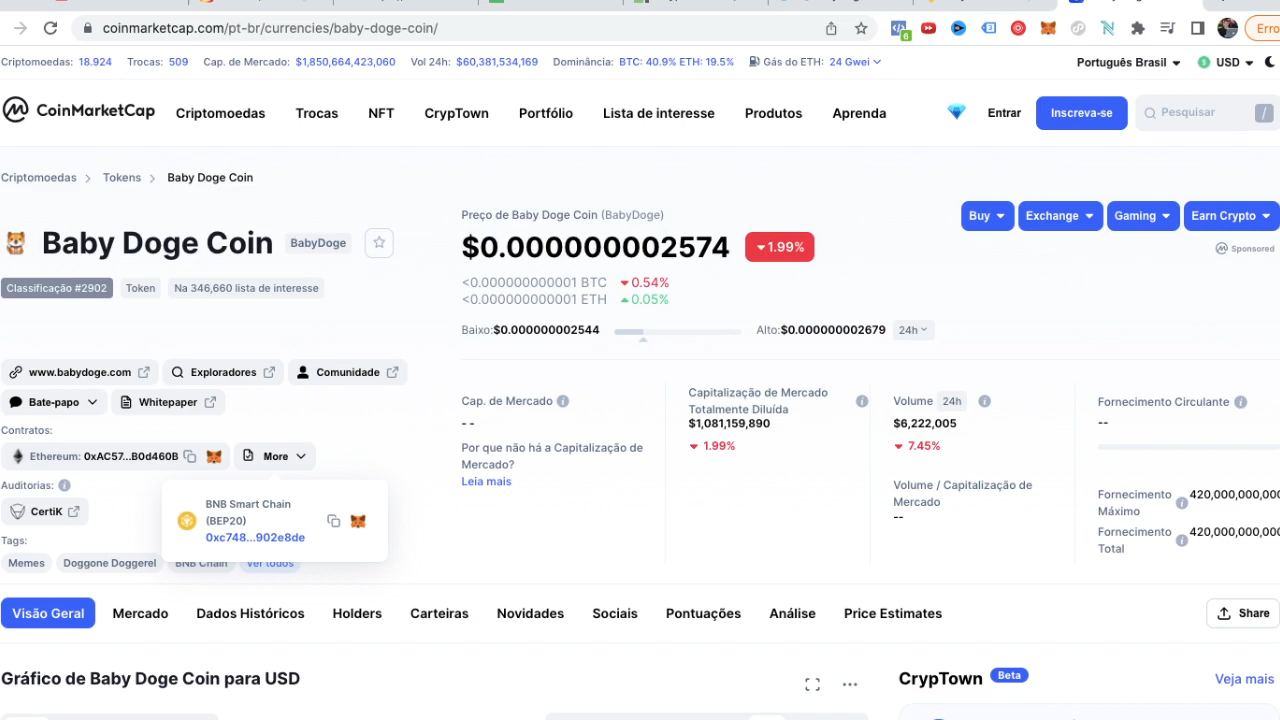 coinmarketcap.com/pt-br/currencies/baby-doge-coin/
6
Erro
Criptomoedas: 18.924 Trocas: 509 Cap. de Mercado: $1,850,664,423,060 Vol 24h: $60,381,534,169 Dominância: BTC: 40.9% ETH: 19.5% Gás do ETH: 24 Gwei
Português Brasil
USD
CoinMarketCap
Criptomoedas Trocas NFT CrypTown Portfólio Lista de interesse Produtos Aprenda
Entrar
Inscreva-se
Pesquisar
/
Criptomoedas Tokens Baby Doge Coin
Baby Doge Coin BabyDoge
Classificação #2902 Token Na 346,660 lista de interesse
Preço de Baby Doge Coin (BabyDoge)
$0.000000002574 1.99%
<0.000000000001 BTC 0.54%
<0.000000000001 ETH 0.05%
Baixo:$0.000000002544 Alto:$0.000000002679 24h
Buy Exchange Gaming Earn Crypto
Sponsored
www.babydoge.com Exploradores Comunidade
Bate-papo Whitepaper
Contratos:
Ethereum: 0xAC57...B0d460B More
Auditorias:
CertiK
BNB Smart Chain
(BEP20)
0xc748...902e8de
Tags:
Memes Doggone Doggerel BNB Chain Ver todos
Cap. de Mercado
- -
Por que não há a Capitalização de
Mercado?
Leia mais
Capitalização de Mercado
Totalmente Diluída
$1,081,159,890
1.99%
Volume 24h
$6,222,005
7.45%
Volume / Capitalização de
Mercado
--
Fornecimento Circulante
--
Fornecimento
Máximo
420,000,000,000
Fornecimento
Total
420,000,000,000
Visão Geral Mercado Dados Históricos Holders Carteiras Novidades Sociais Pontuações Análise Price Estimates
Share
Gráfico de Baby Doge Coin para USD
CrypTown Beta
Veja mais